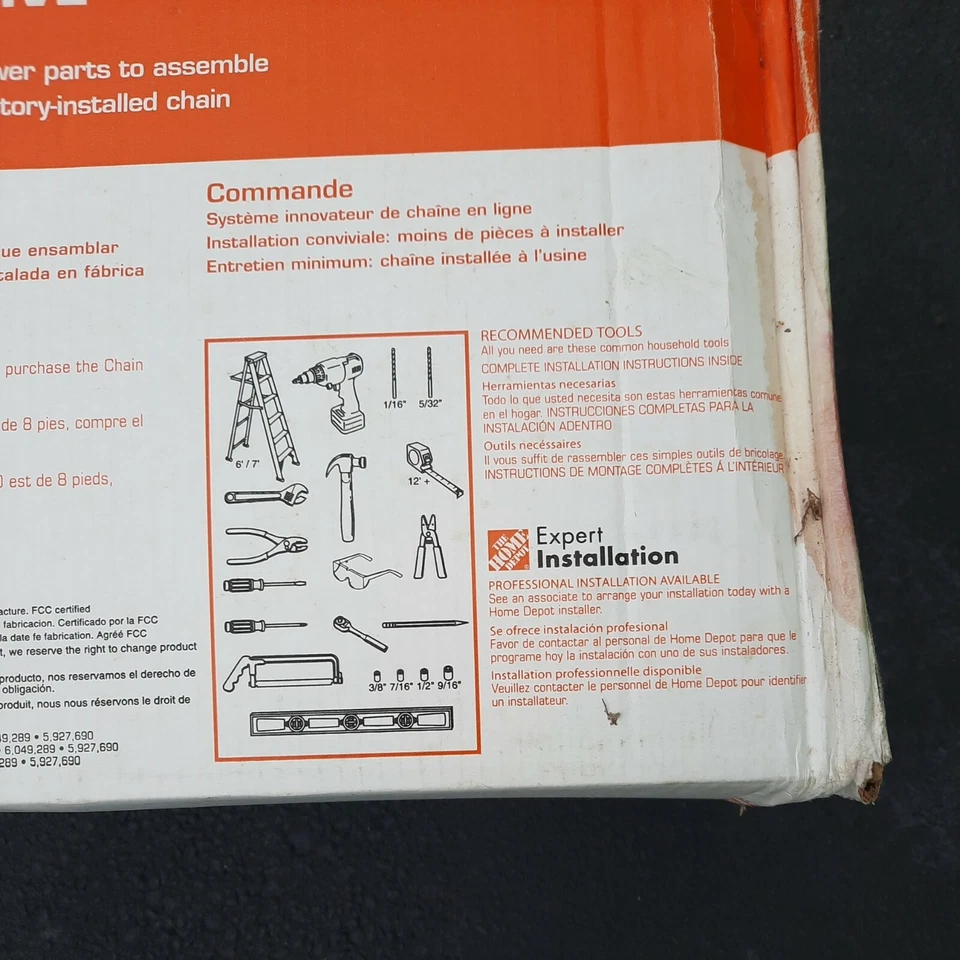 parts to assemble
chain
Commande
Système innovateur de chaîne en ligne
Installation conviviale: moins de pièces à installer
Entretien minimum: chaîne installée à l'usine
ensamblar
en fábrica
purchase the Chain
de 8 pies, compre el
est de 8 pieds,
1/16" 5/32"
6' / 7'
12' +
3/8" 7/16" 1/2" 9/16"
RECOMMENDED TOOLS
All you need are these common household tools
COMPLETE INSTALLATION INSTRUCTIONS INSIDE
Herramientas necesarias
Todo lo que usted necesita son estas herramientas comune
en el hogar. INSTRUCCIONES COMPLETAS PARA LA
INSTALACIÓN ADENTRO
Outils necéssaires
Il vous suffit de rassembler ces simples outils de bricolage.
INSTRUCTIONS DE MONTAGE COMPLÈTES Á L'INTÉRIEUR
THE HOME DEPOT
Expert
Installation
PROFESSIONAL INSTALLATION AVAILABLE
See an associate to arrange your installation today with a
Home Depot installer.
Se ofrece instalación profesional
Favor de contactar al personal de Home Depot para que le
programe hoy la instalación con uno de sus instaladores.
Installation professionnelle disponible
Veuillez contacter le personnel de Home Depot pour identifier
un installateur.
FCC certified
fabricacion. Certificado por la FCC
la date fe fabrication. Agréé FCC
we reserve the right to change product
producto, nos reservamos el derecho de
obligación.
produit, nous nous réservons le droit de
49,289 • 5,927,690
• 6,049,289 • 5,927,690
289 • 5,927,690